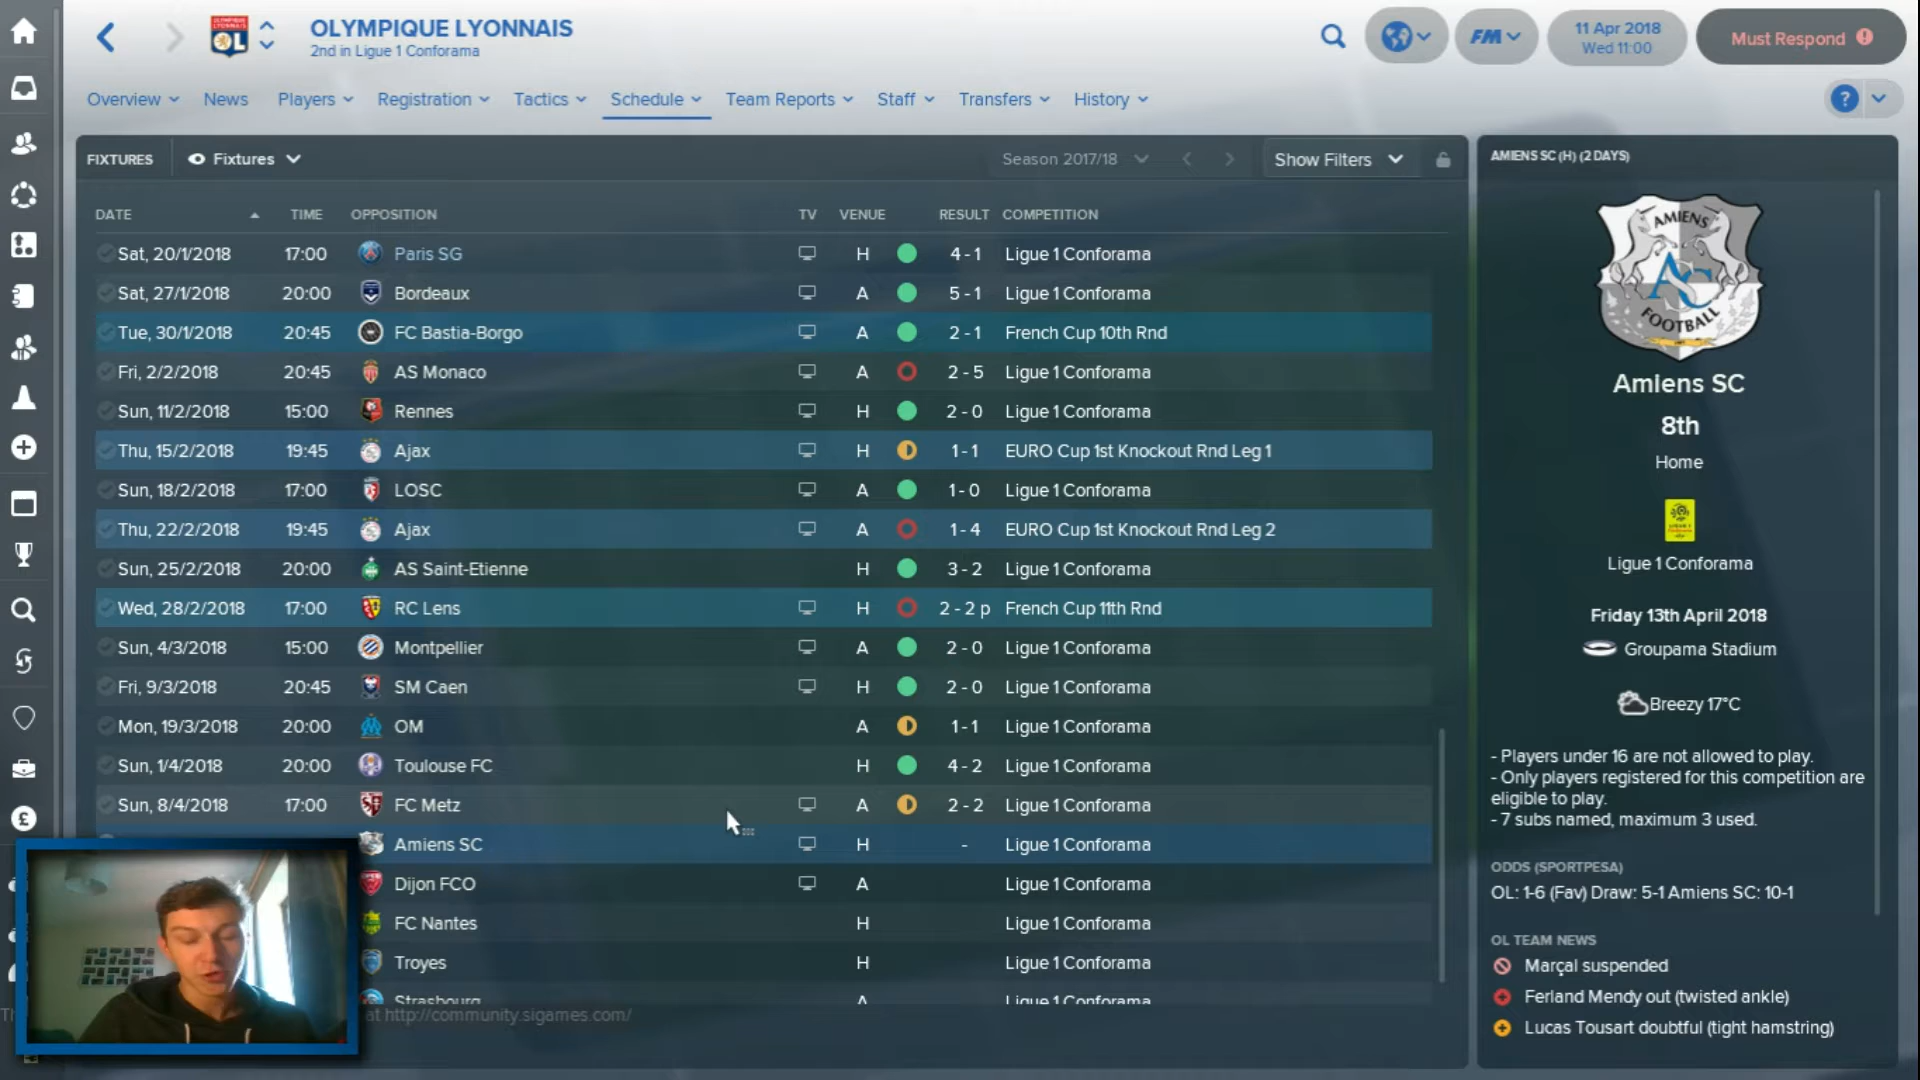 OLYMPIQUE LYONNAIS
2nd in Ligue 1 Conforama
FM
11 Apr 2018
Wed 11:00
Must Respond
Overview News Players Registration Tactics Schedule Team Reports Staff Transfers History
FIXTURES Fixtures Season 2017/18 Show Filters
DATE TIME OPPOSITION TV VENUE RESULT COMPETITION
Sat, 20/1/2018 17:00 Paris SG H 4 - 1 Ligue 1 Conforama
Sat, 27/1/2018 20:00 Bordeaux A 5 - 1 Ligue 1 Conforama
Tue, 30/1/2018 20:45 FC Bastia-Borgo A 2 - 1 French Cup 10th Rnd
Fri, 2/2/2018 20:45 AS Monaco A 2 - 5 Ligue 1 Conforama
Sun, 11/2/2018 15:00 Rennes H 2 - 0 Ligue 1 Conforama
Thu, 15/2/2018 19:45 Ajax H 1 - 1 EURO Cup 1st Knockout Rnd Leg 1
Sun, 18/2/2018 17:00 LOSC A 1 - 0 Ligue 1 Conforama
Thu, 22/2/2018 19:45 Ajax A 1 - 4 EURO Cup 1st Knockout Rnd Leg 2
Sun, 25/2/2018 20:00 AS Saint-Etienne H 3 - 2 Ligue 1 Conforama
Wed, 28/2/2018 17:00 RC Lens H 2 - 2 p French Cup 11th Rnd
Sun, 4/3/2018 15:00 Montpellier A 2 - 0 Ligue 1 Conforama
Fri, 9/3/2018 20:45 SM Caen H 2 - 0 Ligue 1 Conforama
Mon, 19/3/2018 20:00 OM A 1 - 1 Ligue 1 Conforama
Sun, 1/4/2018 20:00 Toulouse FC H 4 - 2 Ligue 1 Conforama
Sun, 8/4/2018 17:00 FC Metz A 2 - 2 Ligue 1 Conforama
Amiens SC H - Ligue 1 Conforama
Dijon FCO A Ligue 1 Conforama
FC Nantes H Ligue 1 Conforama
Troyes H Ligue 1 Conforama
Strasbourg A Ligue 1 Conforama
at http://community.sigames.com/
AMIENS SC (H) (2 DAYS)
AMIENS
ASC
FOOTBALL
Amiens SC
8th
Home
Ligue 1 Conforama
Friday 13th April 2018
Groupama Stadium
Breezy 17°C
- Players under 16 are not allowed to play.
- Only players registered for this competition are
eligible to play.
- 7 subs named, maximum 3 used.
ODDS (SPORTPESA)
OL: 1-6 (Fav) Draw: 5-1 Amiens SC: 10-1
OL TEAM NEWS
Marçal suspended
Ferland Mendy out (twisted ankle)
Lucas Tousart doubtful (tight hamstring)